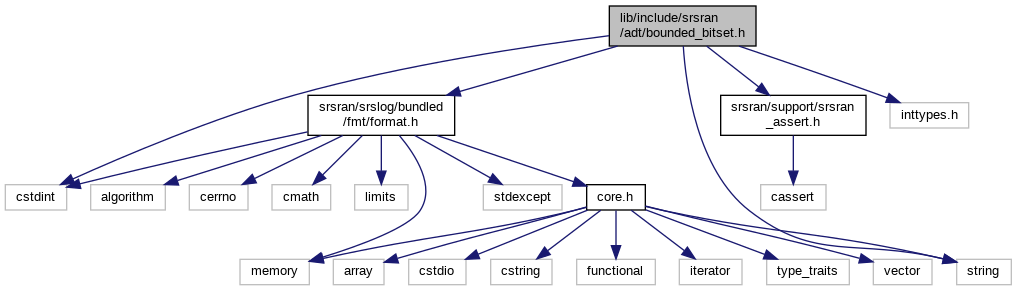 lib/include/srsran
/adt/bounded_bitset.h
srsran/srslog/bundled
/fmt/format.h
srsran/support/srsran
_assert.h
inttypes.h
cstdint
algorithm
cerrno
cmath
limits
stdexcept
core.h
cassert
memory
array
cstdio
cstring
functional
iterator
type_traits
vector
string